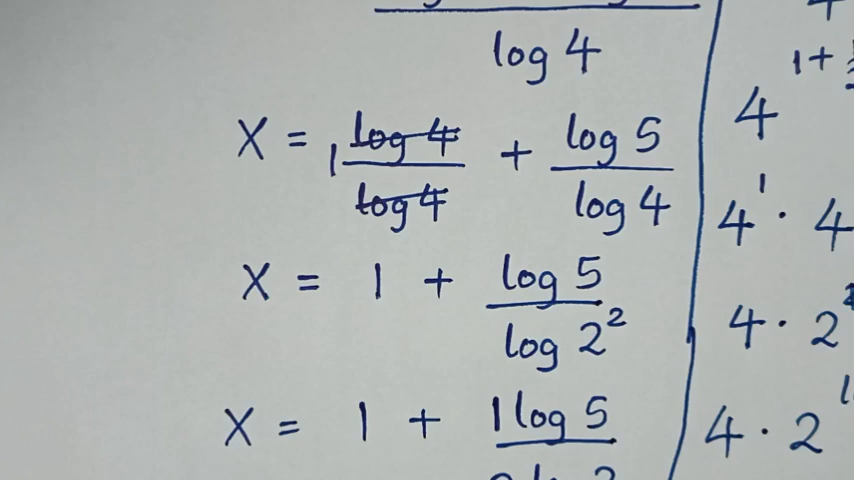 log 4
X = 1 log 4 / log 4 + log 5 / log 4
X = 1 + log 5 / log 2²
X = 1 + 1 log 5
1 +
4
4¹ · 4
4 · 2
4 · 2